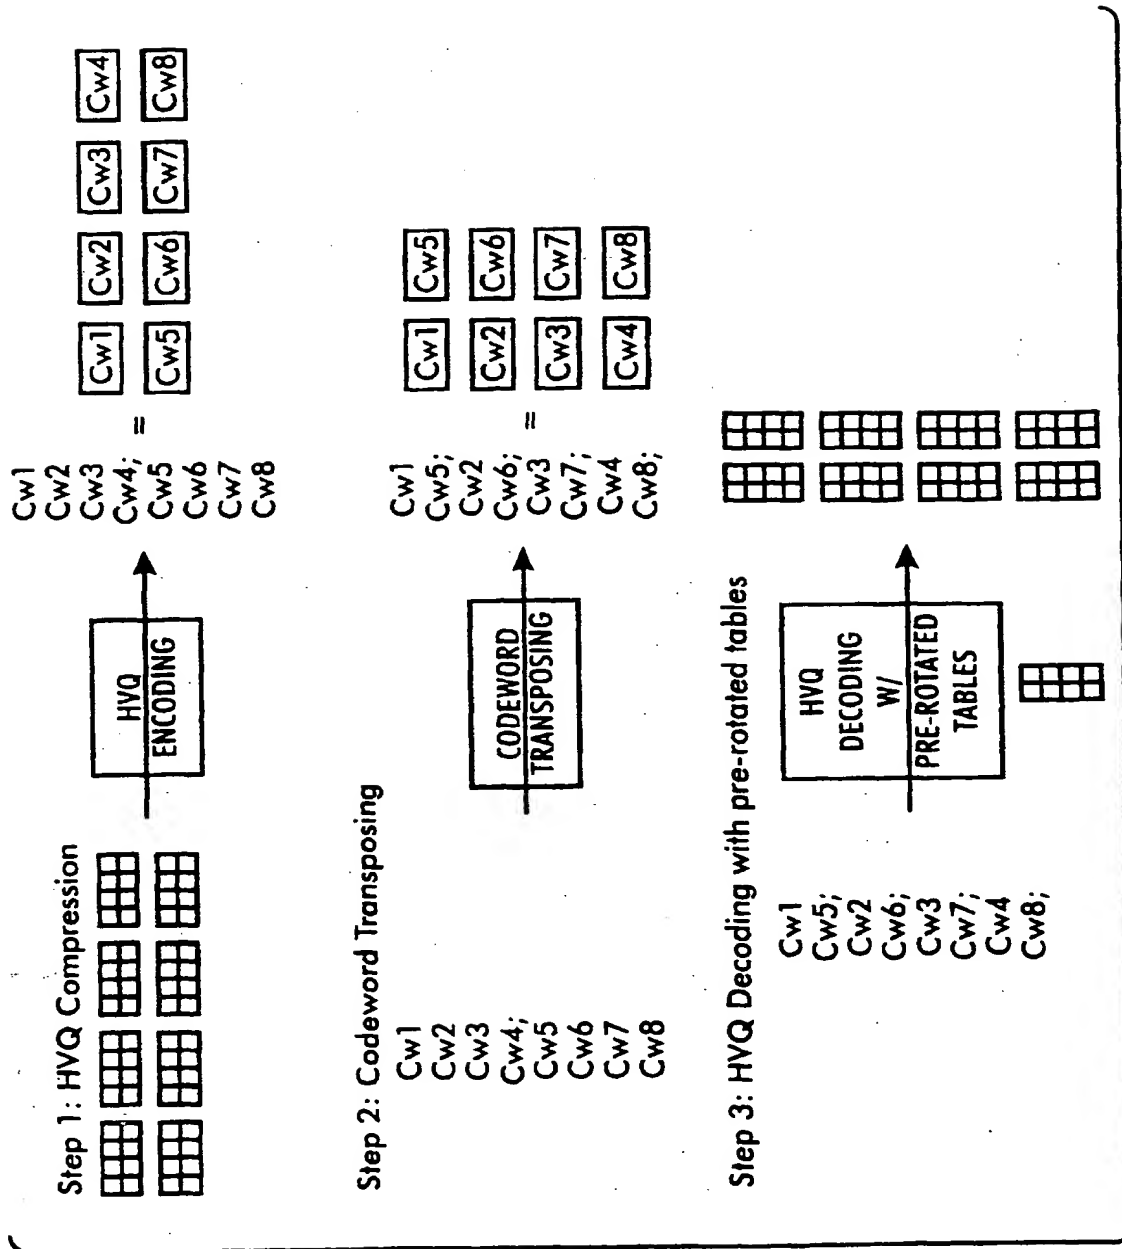 Step 1: HVQ Compression
HVQ
ENCODING
Cw1
Cw2
Cw3
Cw4;
Cw5
Cw6
Cw7
Cw8
=
Cw1 Cw2 Cw3 Cw4
Cw5 Cw6 Cw7 Cw8
Step 2: Codeword Transposing
Cw1
Cw2
Cw3
Cw4;
Cw5
Cw6
Cw7
Cw8
CODEWORD
TRANSPOSING
Cw1
Cw5;
Cw2
Cw6;
Cw3
Cw7;
Cw4
Cw8;
=
Cw1 Cw5
Cw2 Cw6
Cw3 Cw7
Cw4 Cw8
Step 3: HVQ Decoding with pre-rotated tables
Cw1
Cw5;
Cw2
Cw6;
Cw3
Cw7;
Cw4
Cw8;
HVQ
DECODING
W/
PRE-ROTATED
TABLES